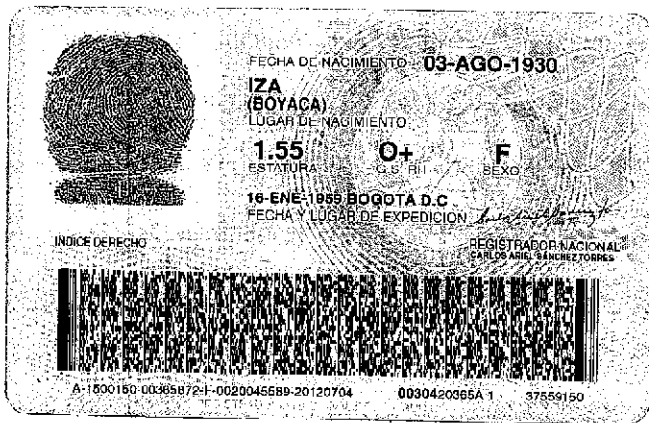 FECHA DE NACIMIENTO 03-AGO-1930
IZA
(BOYACA)
LUGAR DE NACIMIENTO
1.55 O+ F
ESTATURA G.S. RH SEXO
16-ENE-1959 BOGOTA D.C
FECHA Y LUGAR DE EXPEDICION
INDICE DERECHO
REGISTRADOR NACIONAL
CARLOS ARIEL SANCHEZ TORRES
A-1500150-00365872-F-0020045589-20120704 0030420365A 1 37559150